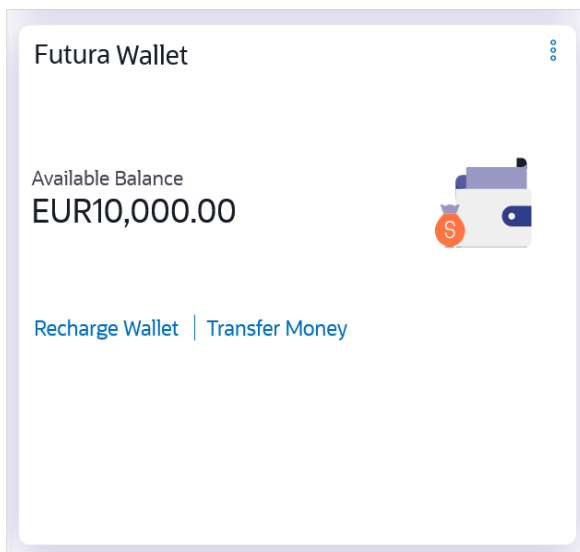 Futura Wallet
Available Balance
EUR10,000.00
S
Recharge Wallet | Transfer Money